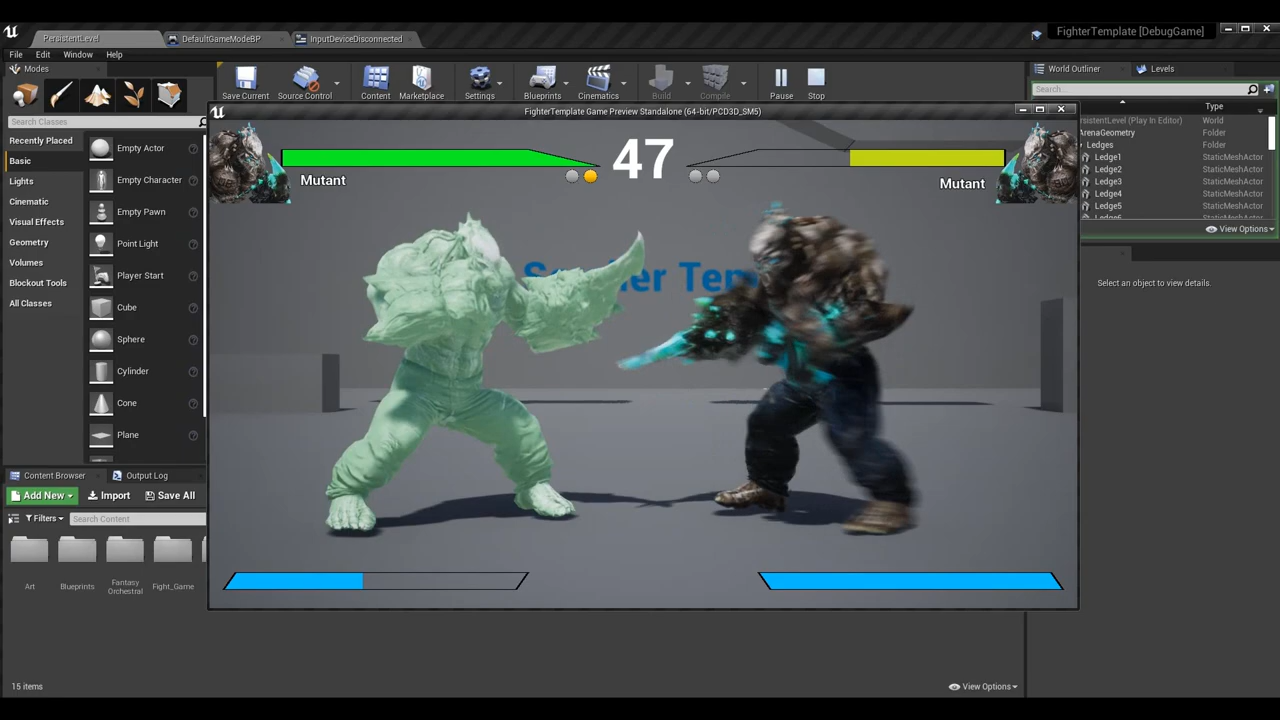 PersistentLevel
DefaultGameModeBP
InputDeviceDisconnected
FighterTemplate [DebugGame]
File Edit Window Help
Modes
Save Current
Source Control
Content
Marketplace
Settings
Blueprints
Cinematics
Build
Compile
Pause
Stop
World Outliner
Levels
Search...
Type
rsistentLevel (Play In Editor) World
ArenaGeometry Folder
Ledges Folder
Ledge1 StaticMeshActor
Ledge2 StaticMeshActor
Ledge3 StaticMeshActor
Ledge4 StaticMeshActor
Ledge5 StaticMeshActor
View Options
Select an object to view details.
Search Classes
Recently Placed
Basic
Lights
Cinematic
Visual Effects
Geometry
Volumes
Blockout Tools
All Classes
Empty Actor
Empty Character
Empty Pawn
Point Light
Player Start
Cube
Sphere
Cylinder
Cone
Plane
FighterTemplate Game Preview Standalone (64-bit/PCD3D_SM5)
47
Mutant
Mutant
Content Browser
Output Log
Add New
Import
Save All
Filters
Search Content
Art
Blueprints
Fantasy
Orchestral
Fight_Game
15 items
View Options